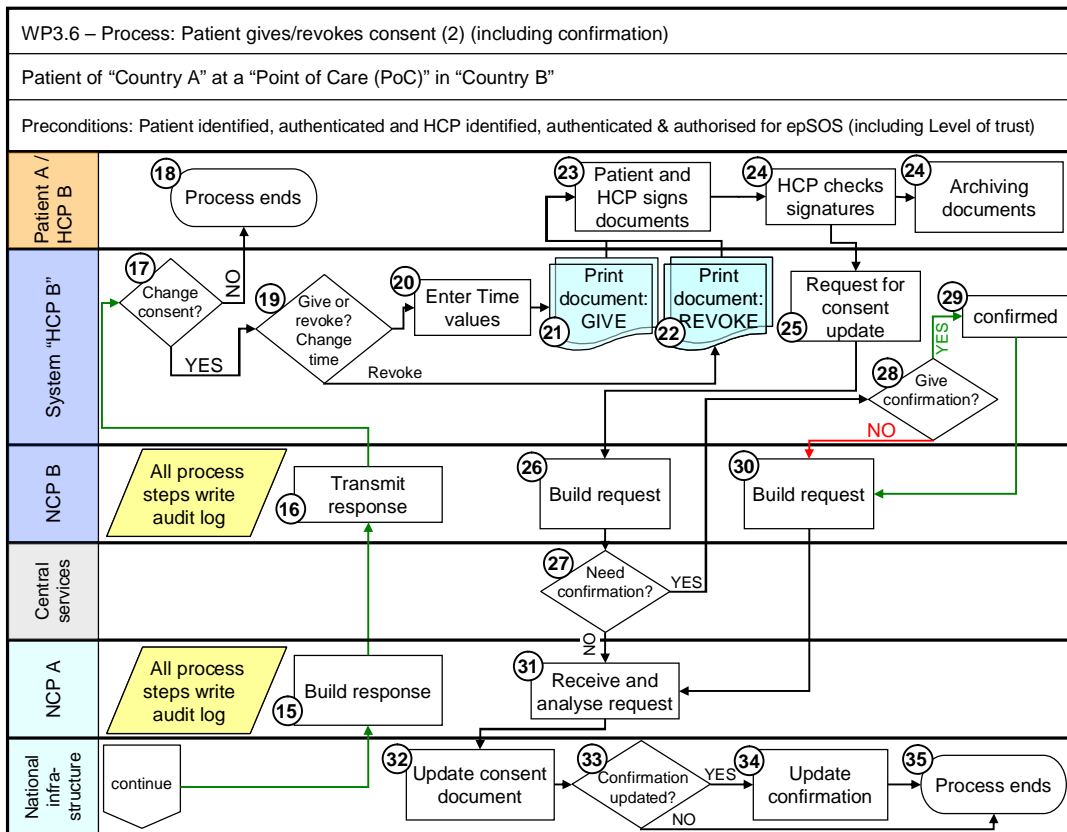 WP3.6 – Process: Patient gives/revokes consent (2) (including confirmation)
Patient of “Country A” at a “Point of Care (PoC)” in “Country B”
Preconditions: Patient identified, authenticated and HCP identified, authenticated & authorised for epSOS (including Level of trust)
Patient A /
HCP B
18
Process ends
23
Patient and
HCP signs
documents
24
HCP checks
signatures
24
Archiving
documents
System “HCP B”
17
Change
consent?
NO
YES
19
Give or
revoke?
Change
time
Revoke
20
Enter Time
values
Print
document:
GIVE
21
Print
document:
REVOKE
22
Request for
consent
update
25
29
confirmed
YES
28
Give
confirmation?
NO
NCP B
All process
steps write
audit log
Transmit
response
16
26
Build request
30
Build request
Central
services
27
Need
confirmation?
YES
NO
NCP A
All process
steps write
audit log
Build response
15
31
Receive and
analyse request
National
infra-
structure
continue
32
Update consent
document
33
Confirmation
updated?
YES
NO
34
Update
confirmation
35
Process ends